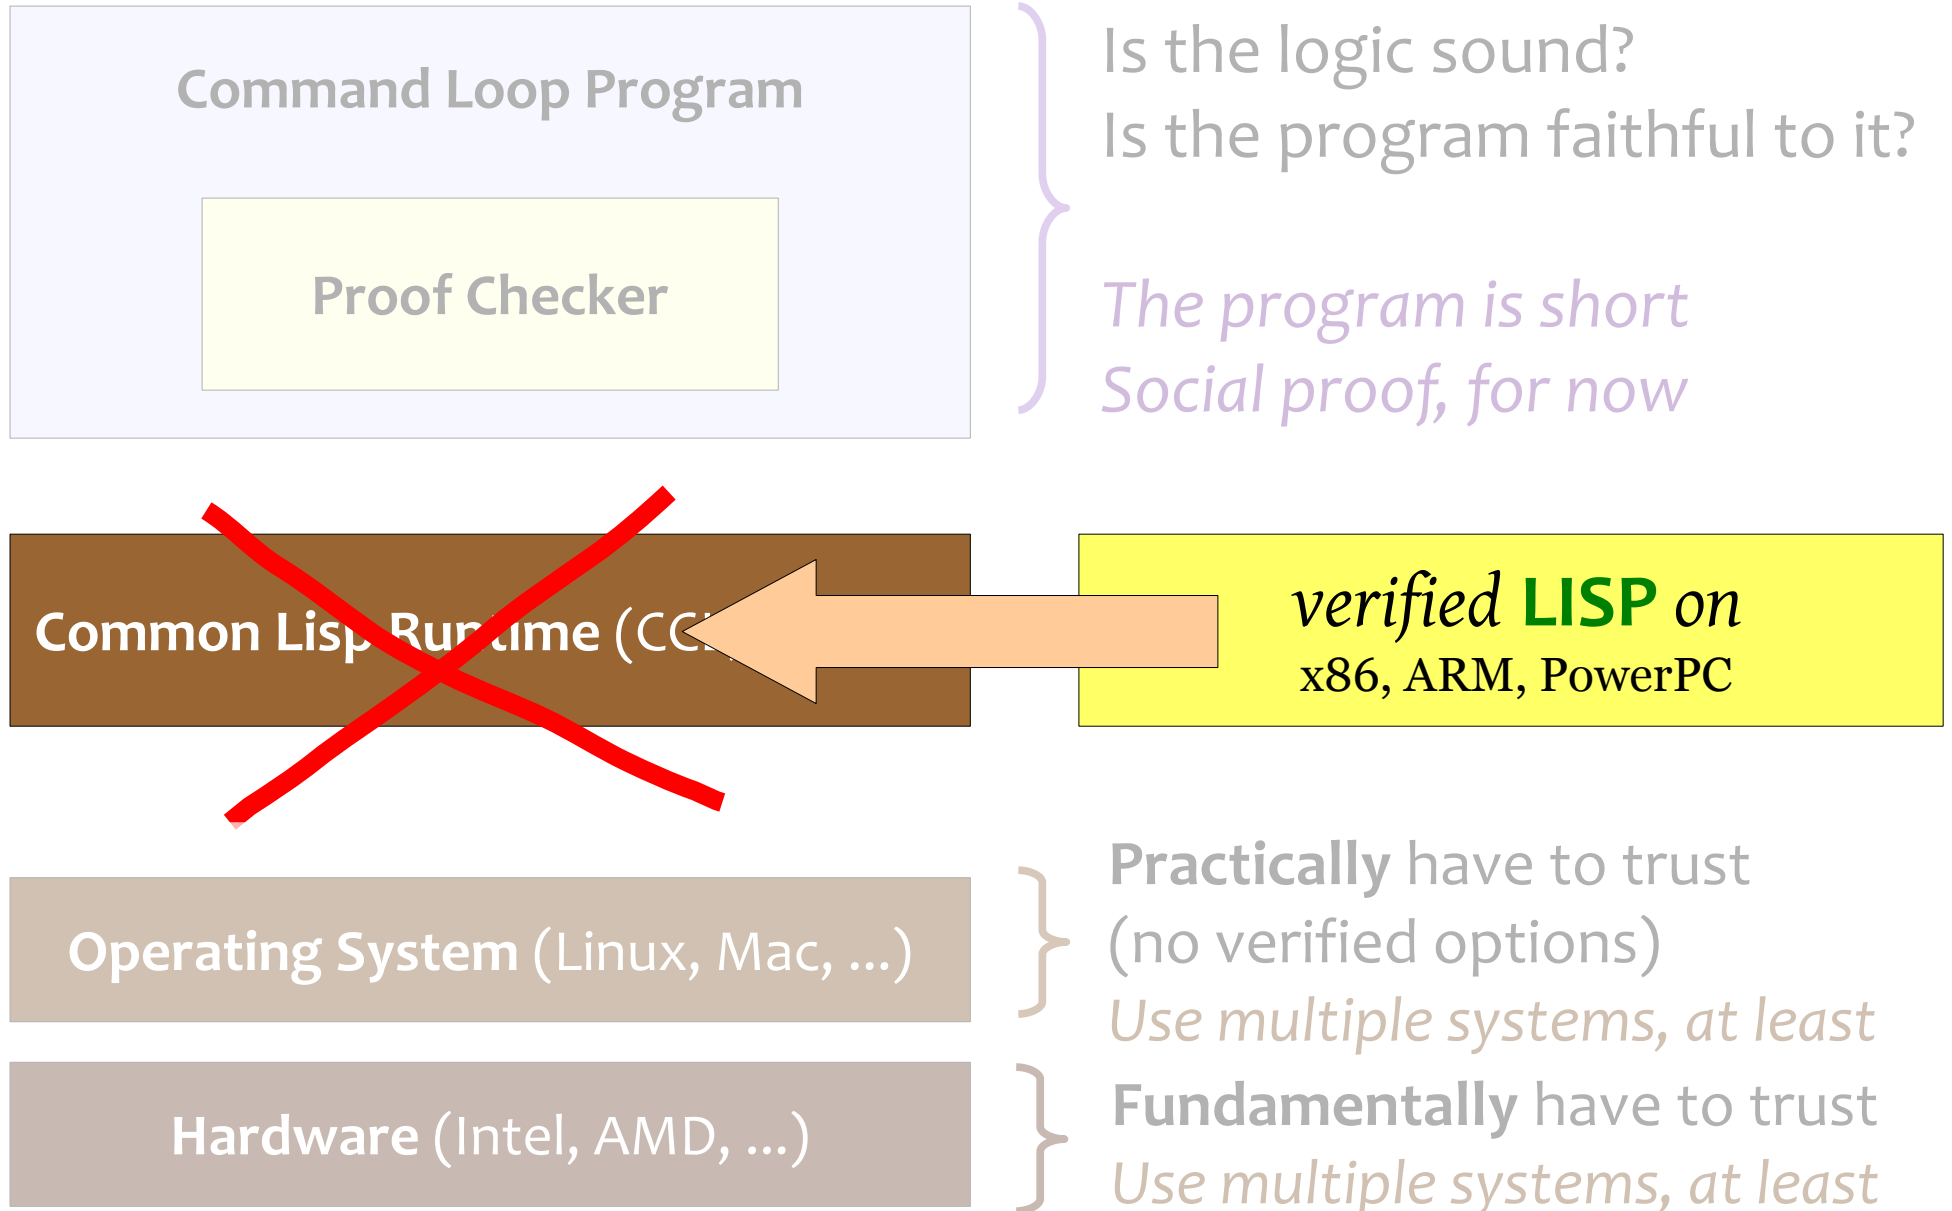 Command Loop Program
Proof Checker
Is the logic sound?
Is the program faithful to it?
The program is short
Social proof, for now
Common Lisp Runtime (CC
verified LISP on
x86, ARM, PowerPC
Operating System (Linux, Mac, ...)
Practically have to trust
(no verified options)
Use multiple systems, at least
Hardware (Intel, AMD, ...)
Fundamentally have to trust
Use multiple systems, at least